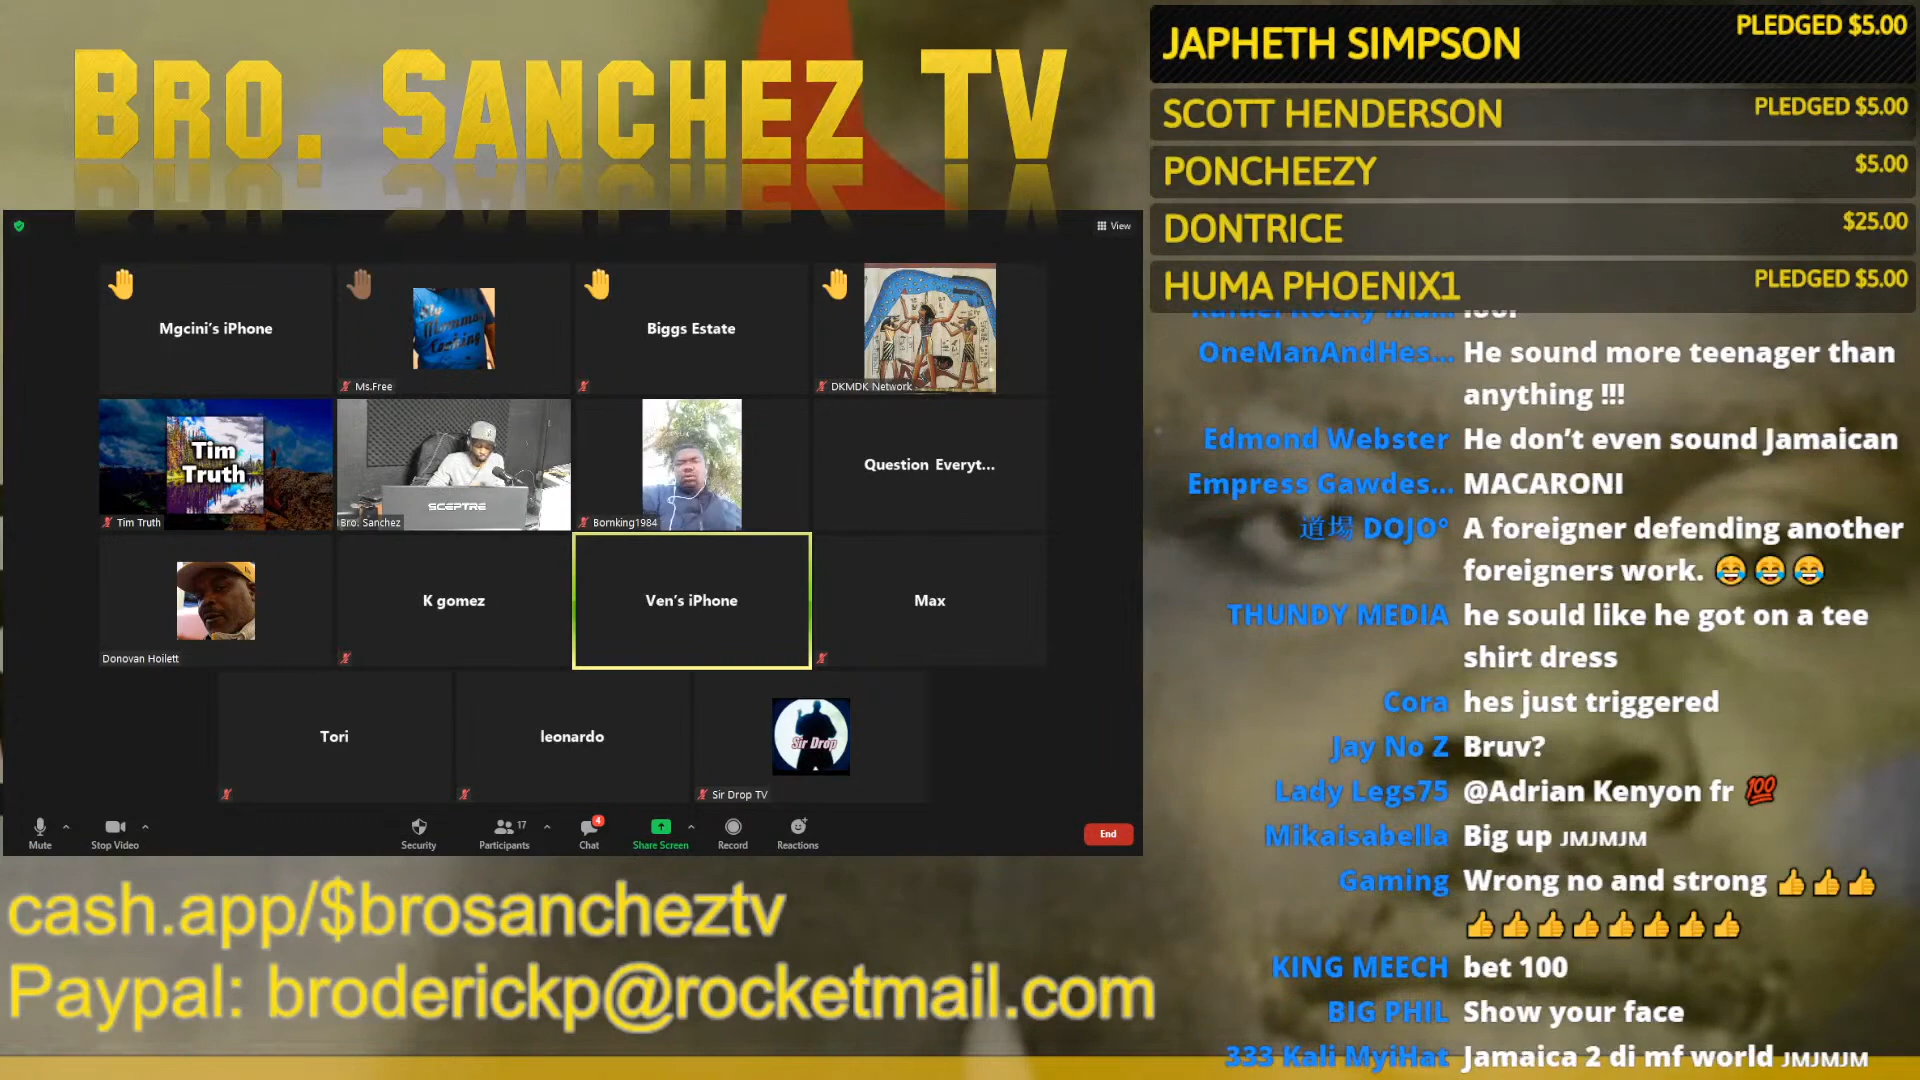 BRO. SANCHEZ TV
JAPHETH SIMPSON PLEDGED $5.00
SCOTT HENDERSON PLEDGED $5.00
PONCHEEZY $5.00
DONTRICE $25.00
HUMA PHOENIX1 PLEDGED $5.00
View
Mgcini's iPhone
Ms.Free
Biggs Estate
DKMDK Network
Tim
Truth
Tim Truth
SCEPTRE
Bro. Sanchez
Bornking1984
Question Everyt...
Donovan Hoilett
K gomez
Ven's iPhone
Max
Tori
leonardo
Sir Drop
Sir Drop TV
Mute
Stop Video
Security
17
Participants
4
Chat
Share Screen
Record
Reactions
End
cash.app/$brosancheztv
Paypal: broderickp@rocketmail.com
OneManAndHes... He sound more teenager than
anything !!!
Edmond Webster He don't even sound Jamaican
Empress Gawdes... MACARONI
道場 DOJO° A foreigner defending another
foreigners work. 😂 😂 😂
THUNDY MEDIA he sould like he got on a tee
shirt dress
Cora hes just triggered
Jay No Z Bruv?
Lady Legs75 @Adrian Kenyon fr 💯
Mikaisabella Big up JMJMJM
Gaming Wrong no and strong 👍👍👍
👍👍👍👍👍👍👍👍
KING MEECH bet 100
BIG PHIL Show your face
333 Kali MyiHat Jamaica 2 di mf world JMJMJM